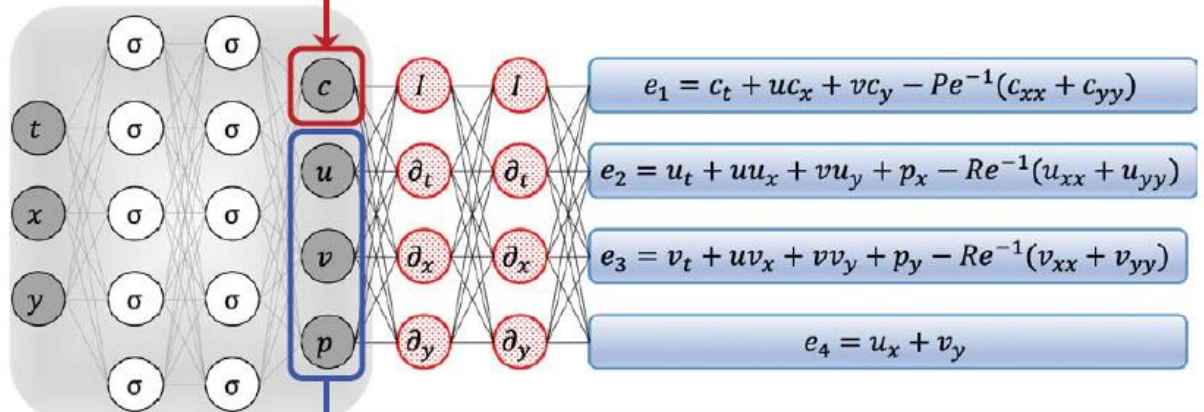 σ σ
c I I e₁ = c_t + uc_x + vc_y − Pe⁻¹(c_xx + c_yy)
t σ σ
u ∂_t ∂_t e₂ = u_t + uu_x + vu_y + p_x − Re⁻¹(u_xx + u_yy)
x σ σ
v ∂_x ∂_x e₃ = v_t + uv_x + vv_y + p_y − Re⁻¹(v_xx + v_yy)
y σ σ
p ∂_y ∂_y e₄ = u_x + v_y
σ σ